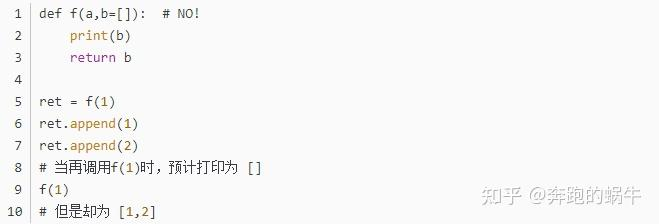 1 def f(a,b=[]):  # NO!
2     print(b)
3     return b
4
5 ret = f(1)
6 ret.append(1)
7 ret.append(2)
8 # 当再调用f(1)时，预计打印为 []
9 f(1)
10 # 但是却为 [1,2]
知乎 @奔跑的蜗牛